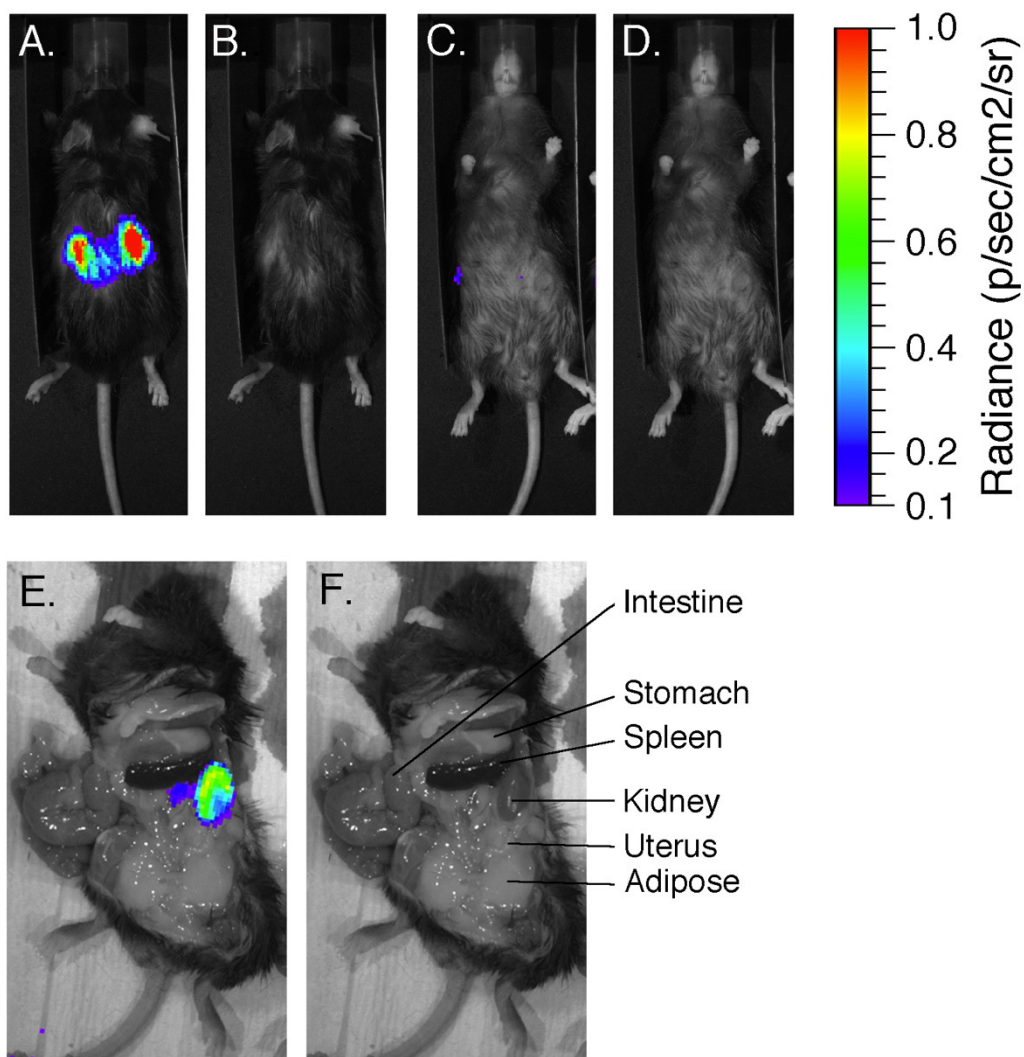 A.
B.
C.
D.
1.0
0.8
0.6
0.4
0.2
0.1
Radiance (p/sec/cm2/sr)
E.
F.
Intestine
Stomach
Spleen
Kidney
Uterus
Adipose